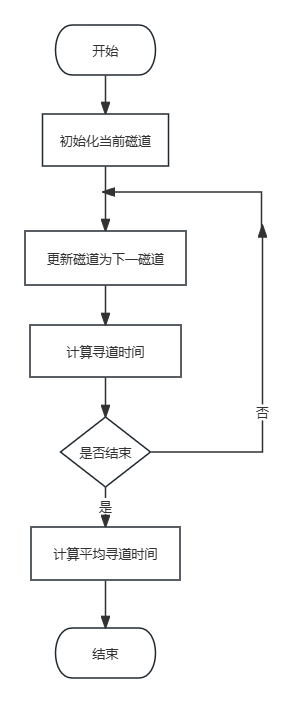 开始
初始化当前磁道
更新磁道为下一磁道
计算寻道时间
是否结束
否
是
计算平均寻道时间
结束